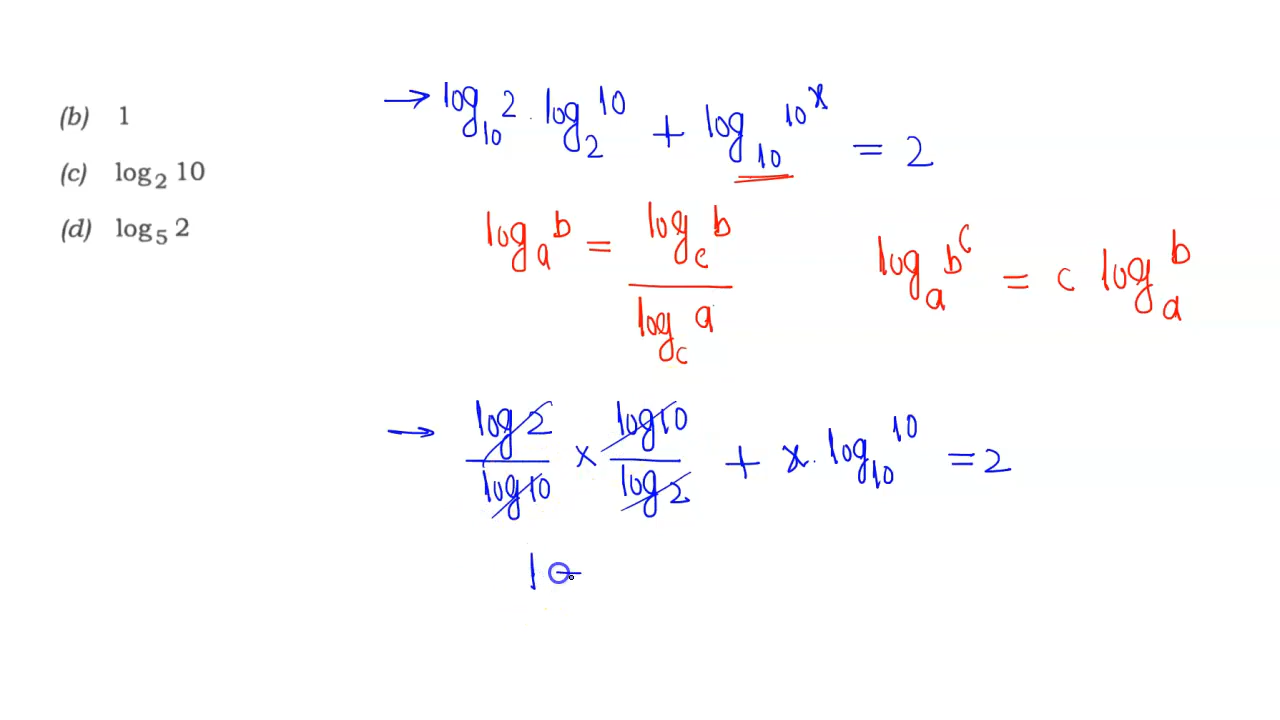 (b) 1
(c) log₂ 10
(d) log₅ 2
→ log₁₀ 2 . log₂ 10 + log₁₀ 10ˣ = 2
log_a b = log_c b / log_c a
log_a b^c = c log_a b
→ log 2 / log 10 × log 10 / log 2 + x . log₁₀ 10 = 2
1